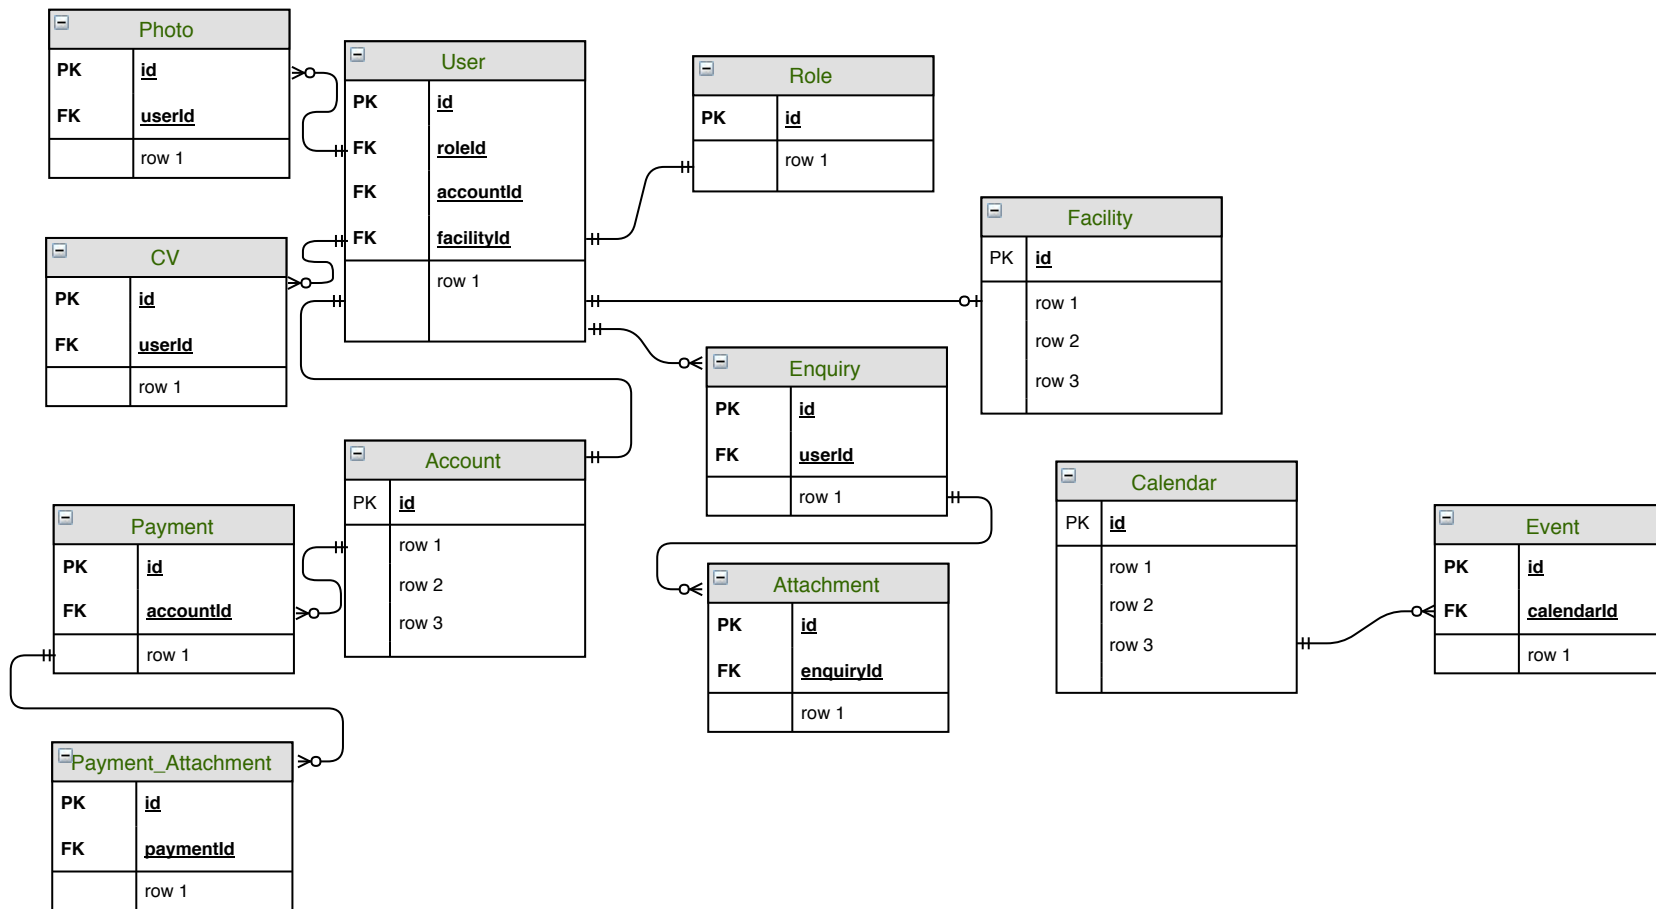 Photo
PK id
FK userId
row 1
User
PK id
FK roleId
FK accountId
FK facilityId
row 1
Role
PK id
row 1
Facility
PK id
row 1
row 2
row 3
CV
PK id
FK userId
row 1
Enquiry
PK id
FK userId
row 1
Account
PK id
row 1
row 2
row 3
Calendar
PK id
row 1
row 2
row 3
Event
PK id
FK calendarId
row 1
Payment
PK id
FK accountId
row 1
Attachment
PK id
FK enquiryId
row 1
Payment_Attachment
PK id
FK paymentId
row 1